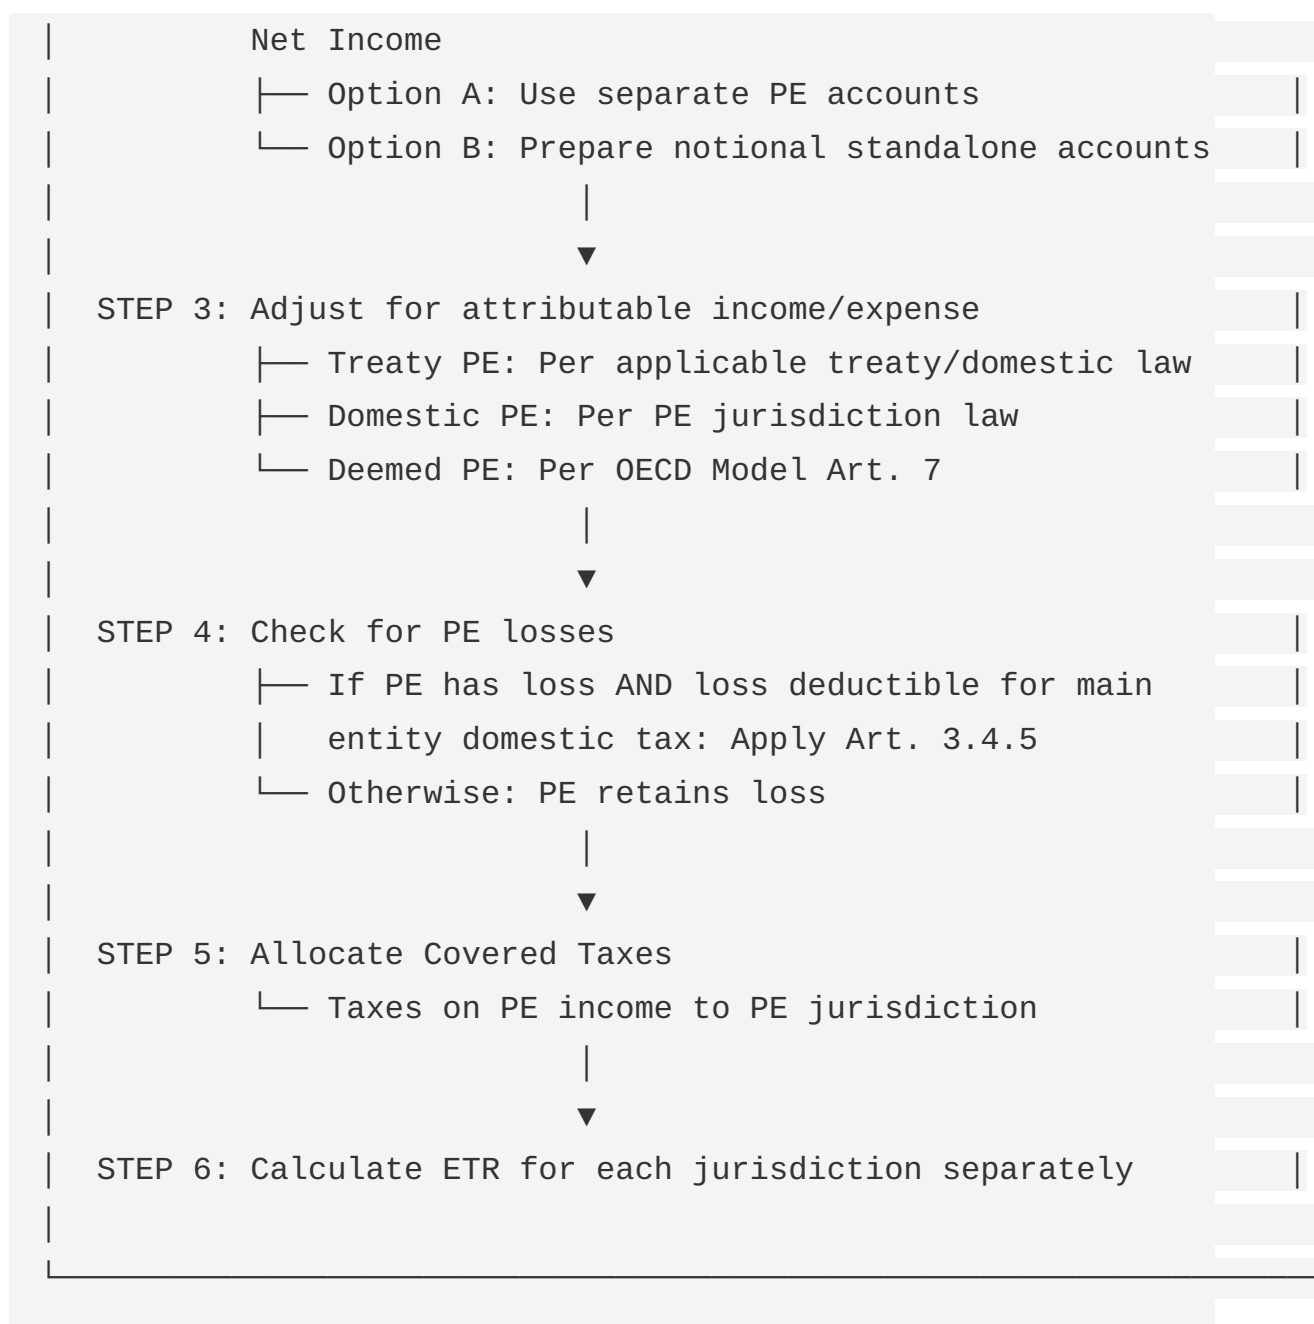 Net Income
├── Option A: Use separate PE accounts
└── Option B: Prepare notional standalone accounts
▼
STEP 3: Adjust for attributable income/expense
├── Treaty PE: Per applicable treaty/domestic law
├── Domestic PE: Per PE jurisdiction law
└── Deemed PE: Per OECD Model Art. 7
▼
STEP 4: Check for PE losses
├── If PE has loss AND loss deductible for main
│ entity domestic tax: Apply Art. 3.4.5
└── Otherwise: PE retains loss
▼
STEP 5: Allocate Covered Taxes
└── Taxes on PE income to PE jurisdiction
▼
STEP 6: Calculate ETR for each jurisdiction separately